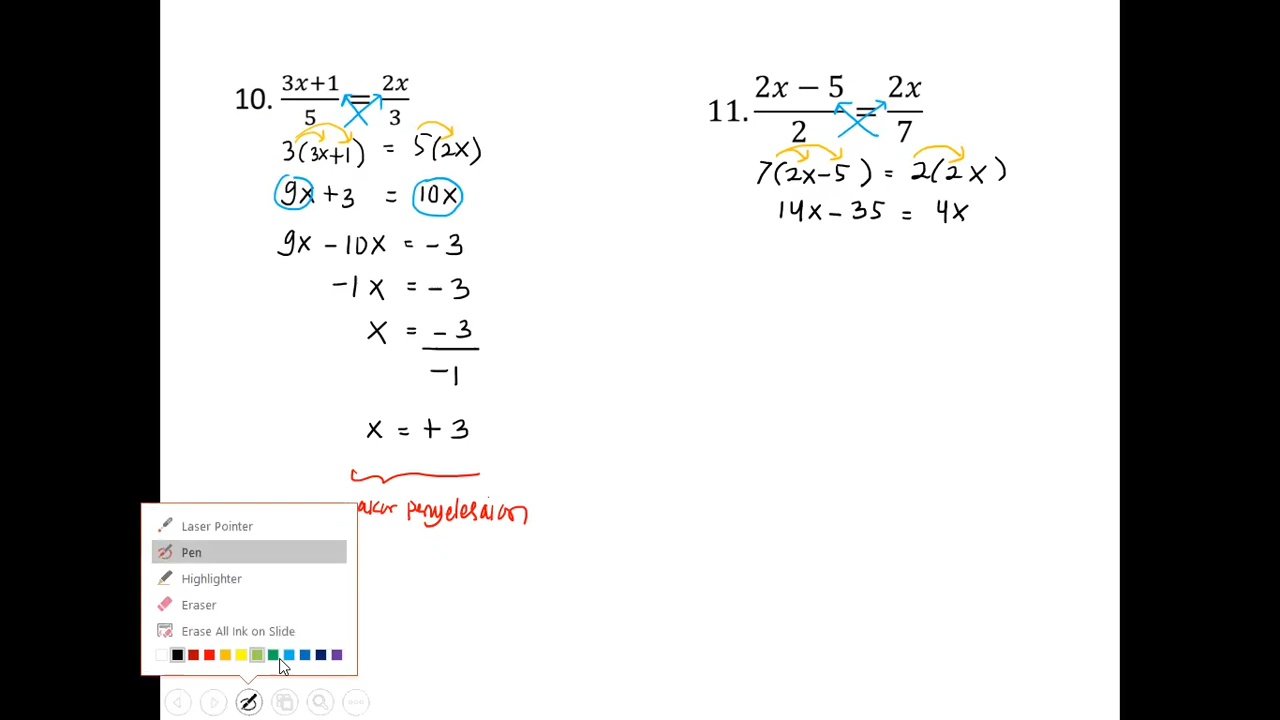 10. 3x+1/5 = 2x/3
3(3x+1) = 5(2x)
9x +3 = 10x
9x - 10x = -3
-1x = -3
x = -3/-1
x = +3
akar penyelesaian
11. 2x − 5/2 = 2x/7
7(2x-5) = 2(2x)
14x - 35 = 4x
Laser Pointer
Pen
Highlighter
Eraser
Erase All Ink on Slide